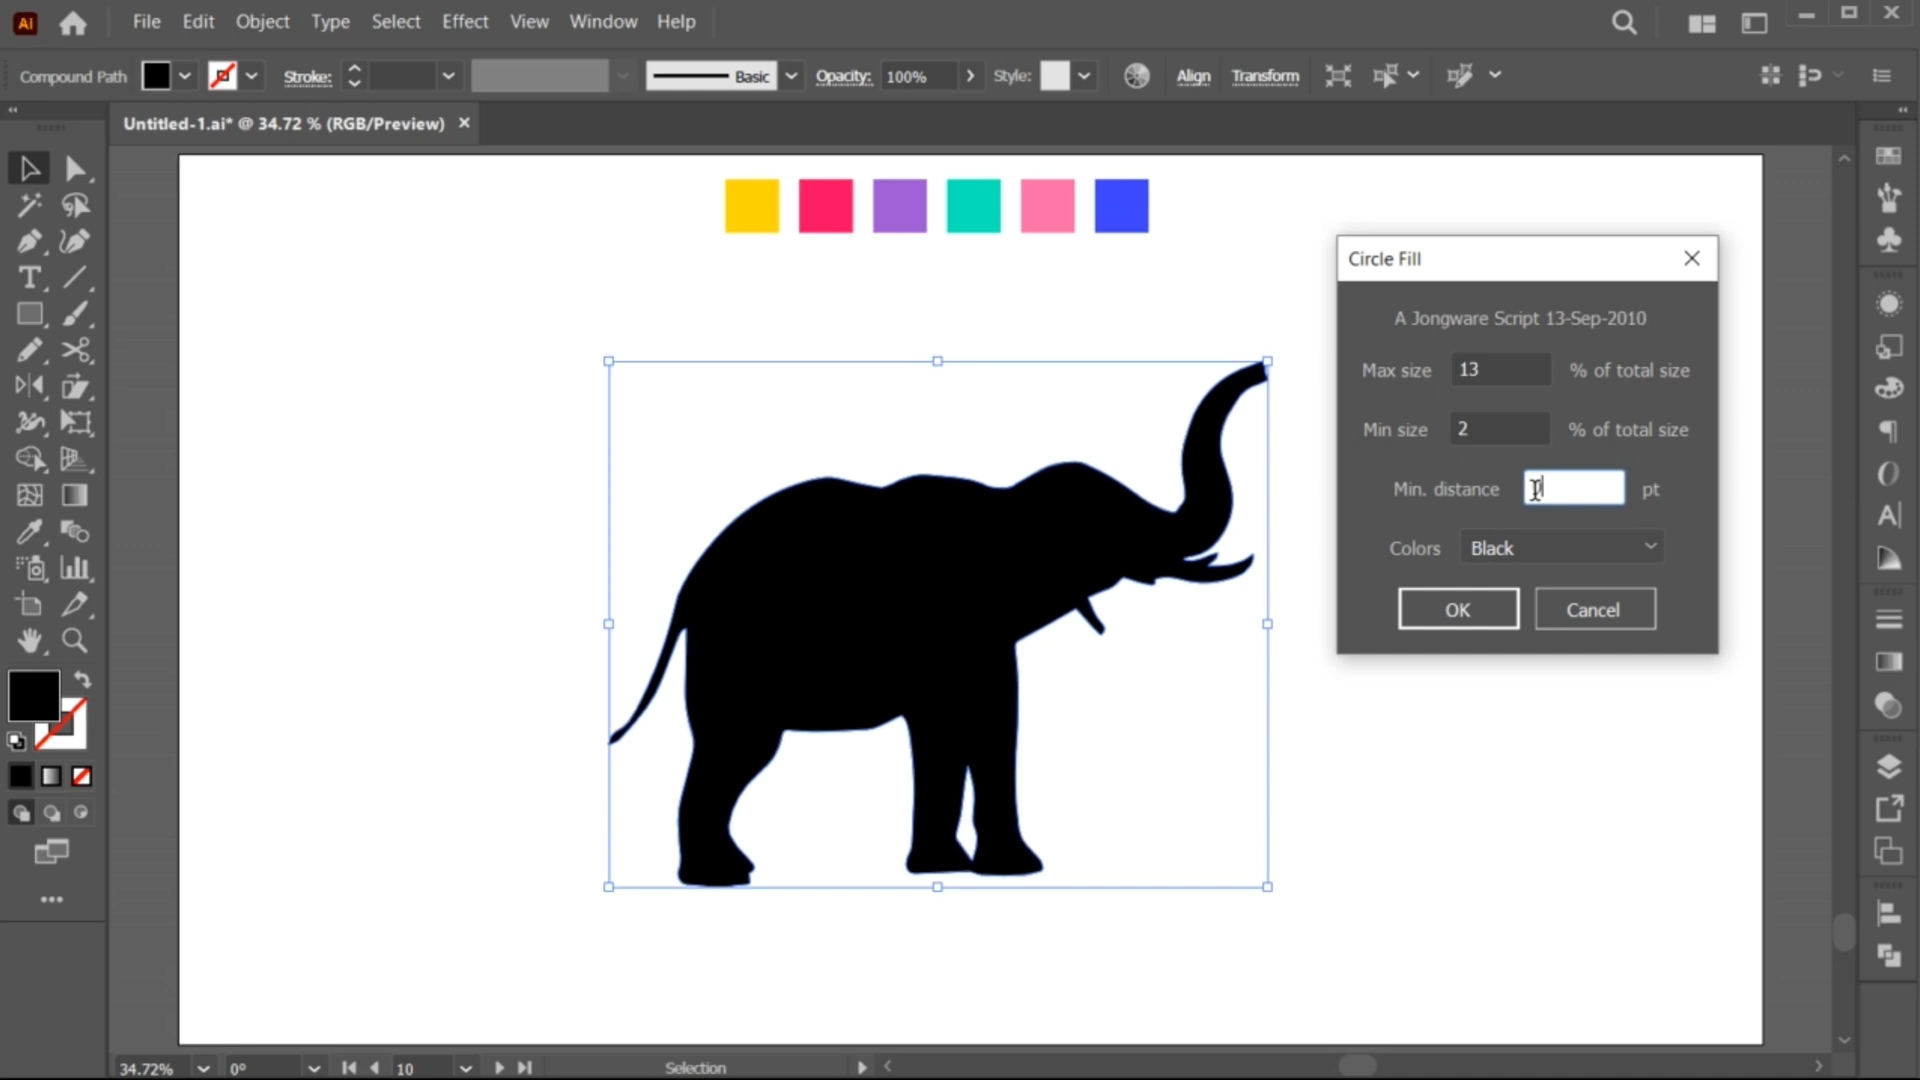 Ai File Edit Object Type Select Effect View Window Help
Compound Path Stroke: Basic Opacity: 100% Style: Align Transform
Untitled-1.ai* @ 34.72 % (RGB/Preview)
Circle Fill
A Jongware Script 13-Sep-2010
Max size 13 % of total size
Min size 2 % of total size
Min. distance pt
Colors Black
OK Cancel
34.72% 0° 10 Selection